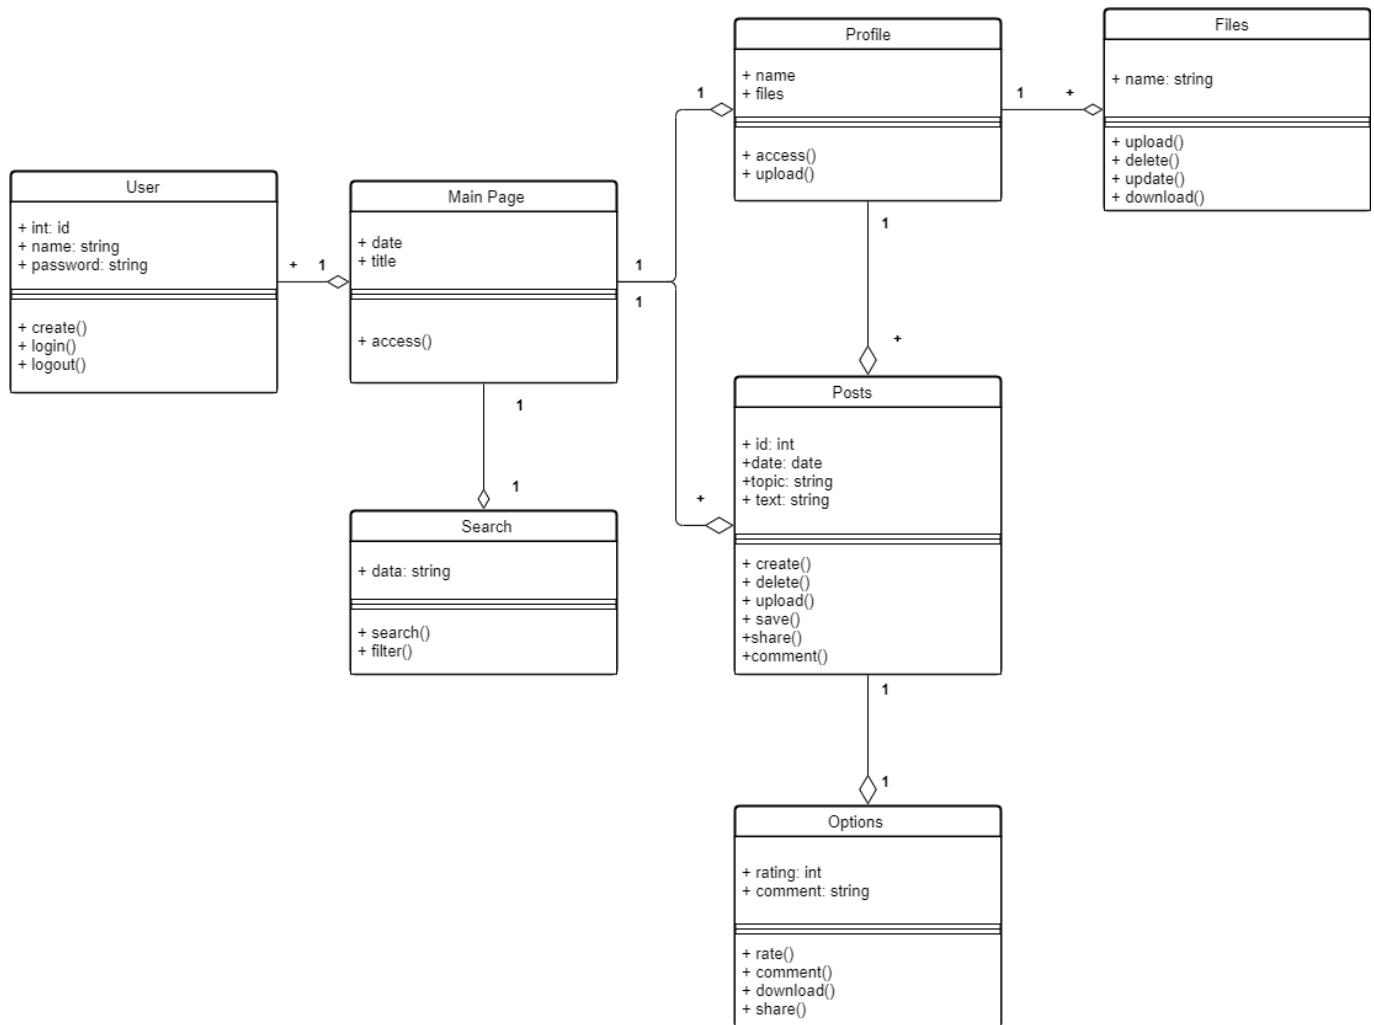 User
+ int: id
+ name: string
+ password: string
+ create()
+ login()
+ logout()
+
1
Main Page
+ date
+ title
+ access()
1
1
1
1
Search
+ data: string
+ search()
+ filter()
1
+
Profile
+ name
+ files
+ access()
+ upload()
1
+
Files
+ name: string
+ upload()
+ delete()
+ update()
+ download()
1
+
Posts
+ id: int
+date: date
+topic: string
+ text: string
+ create()
+ delete()
+ upload()
+ save()
+share()
+comment()
1
1
Options
+ rating: int
+ comment: string
+ rate()
+ comment()
+ download()
+ share()